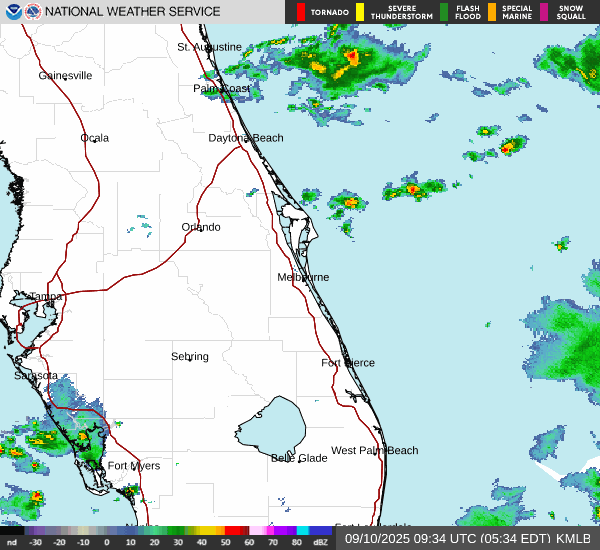 NATIONAL WEATHER SERVICE
TORNADO
SEVERE
THUNDERSTORM
FLASH
FLOOD
SPECIAL
MARINE
SNOW
SQUALL
St. Augustine
Gainesville
Palm Coast
Ocala
Daytona Beach
Orlando
Melbourne
Tampa
Sebring
Fort Pierce
Sarasota
West Palm Beach
Belle Glade
Fort Myers
nd -30 -20 -10 0 10 20 30 40 50 60 70 80 dBZ
09/10/2025 09:34 UTC (05:34 EDT) KMLB